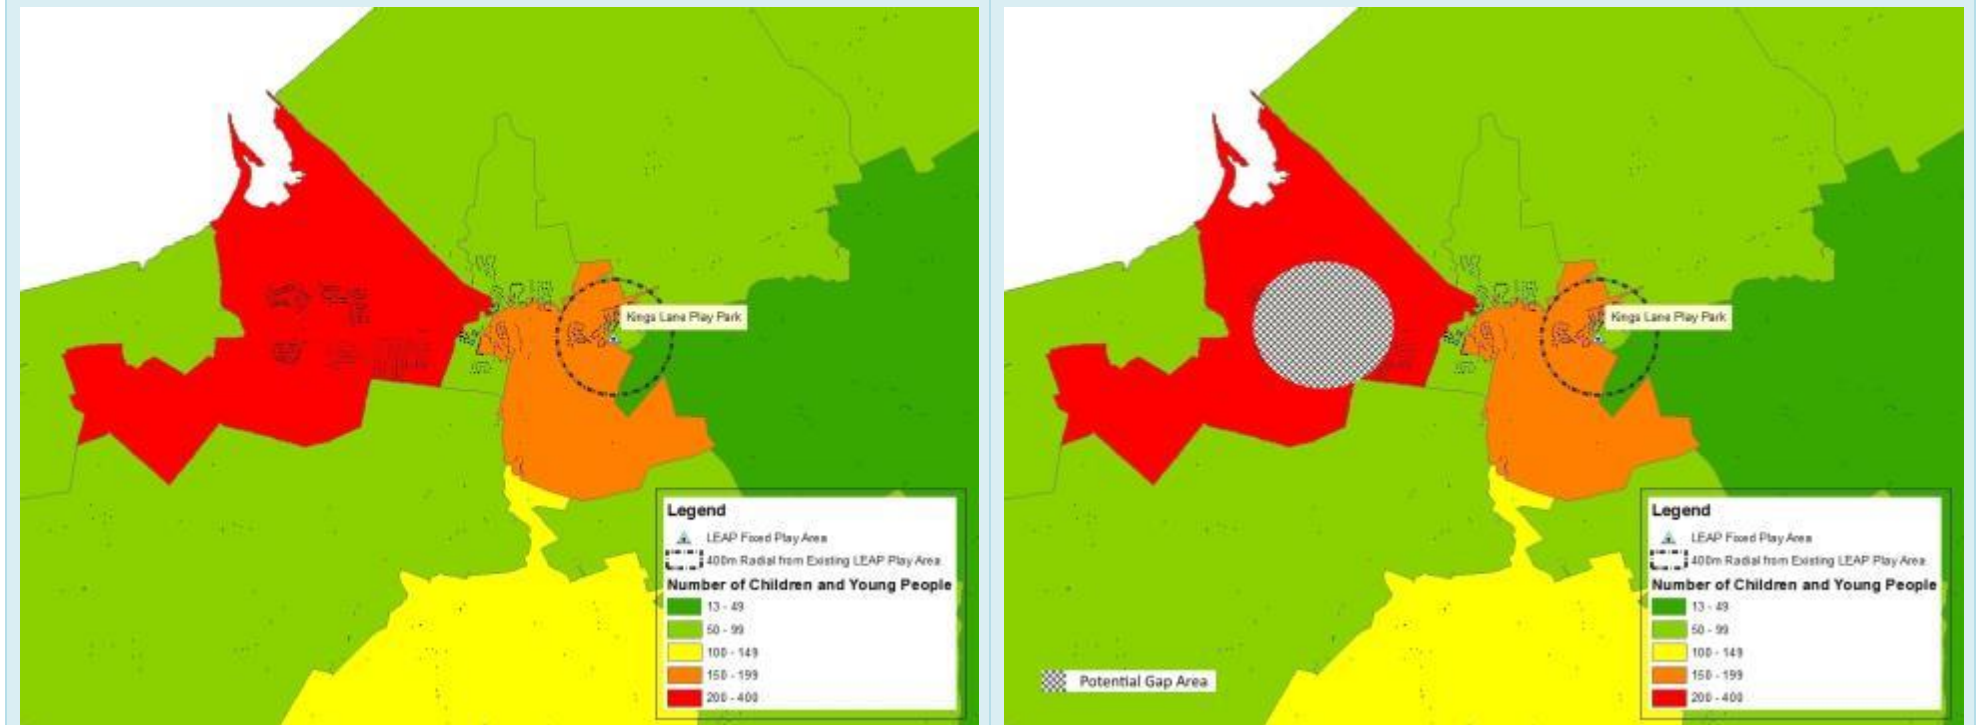 Kings Lane Play Park
Legend
LEAP Fixed Play Area
400m Radial from Existing LEAP Play Area
Number of Children and Young People
13 - 49
50 - 99
100 - 149
150 - 199
200 - 400
Kings Lane Play Park
Legend
LEAP Fixed Play Area
400m Radial from Existing LEAP Play Area
Number of Children and Young People
13 - 49
50 - 99
100 - 149
150 - 199
200 - 400
Potential Gap Area